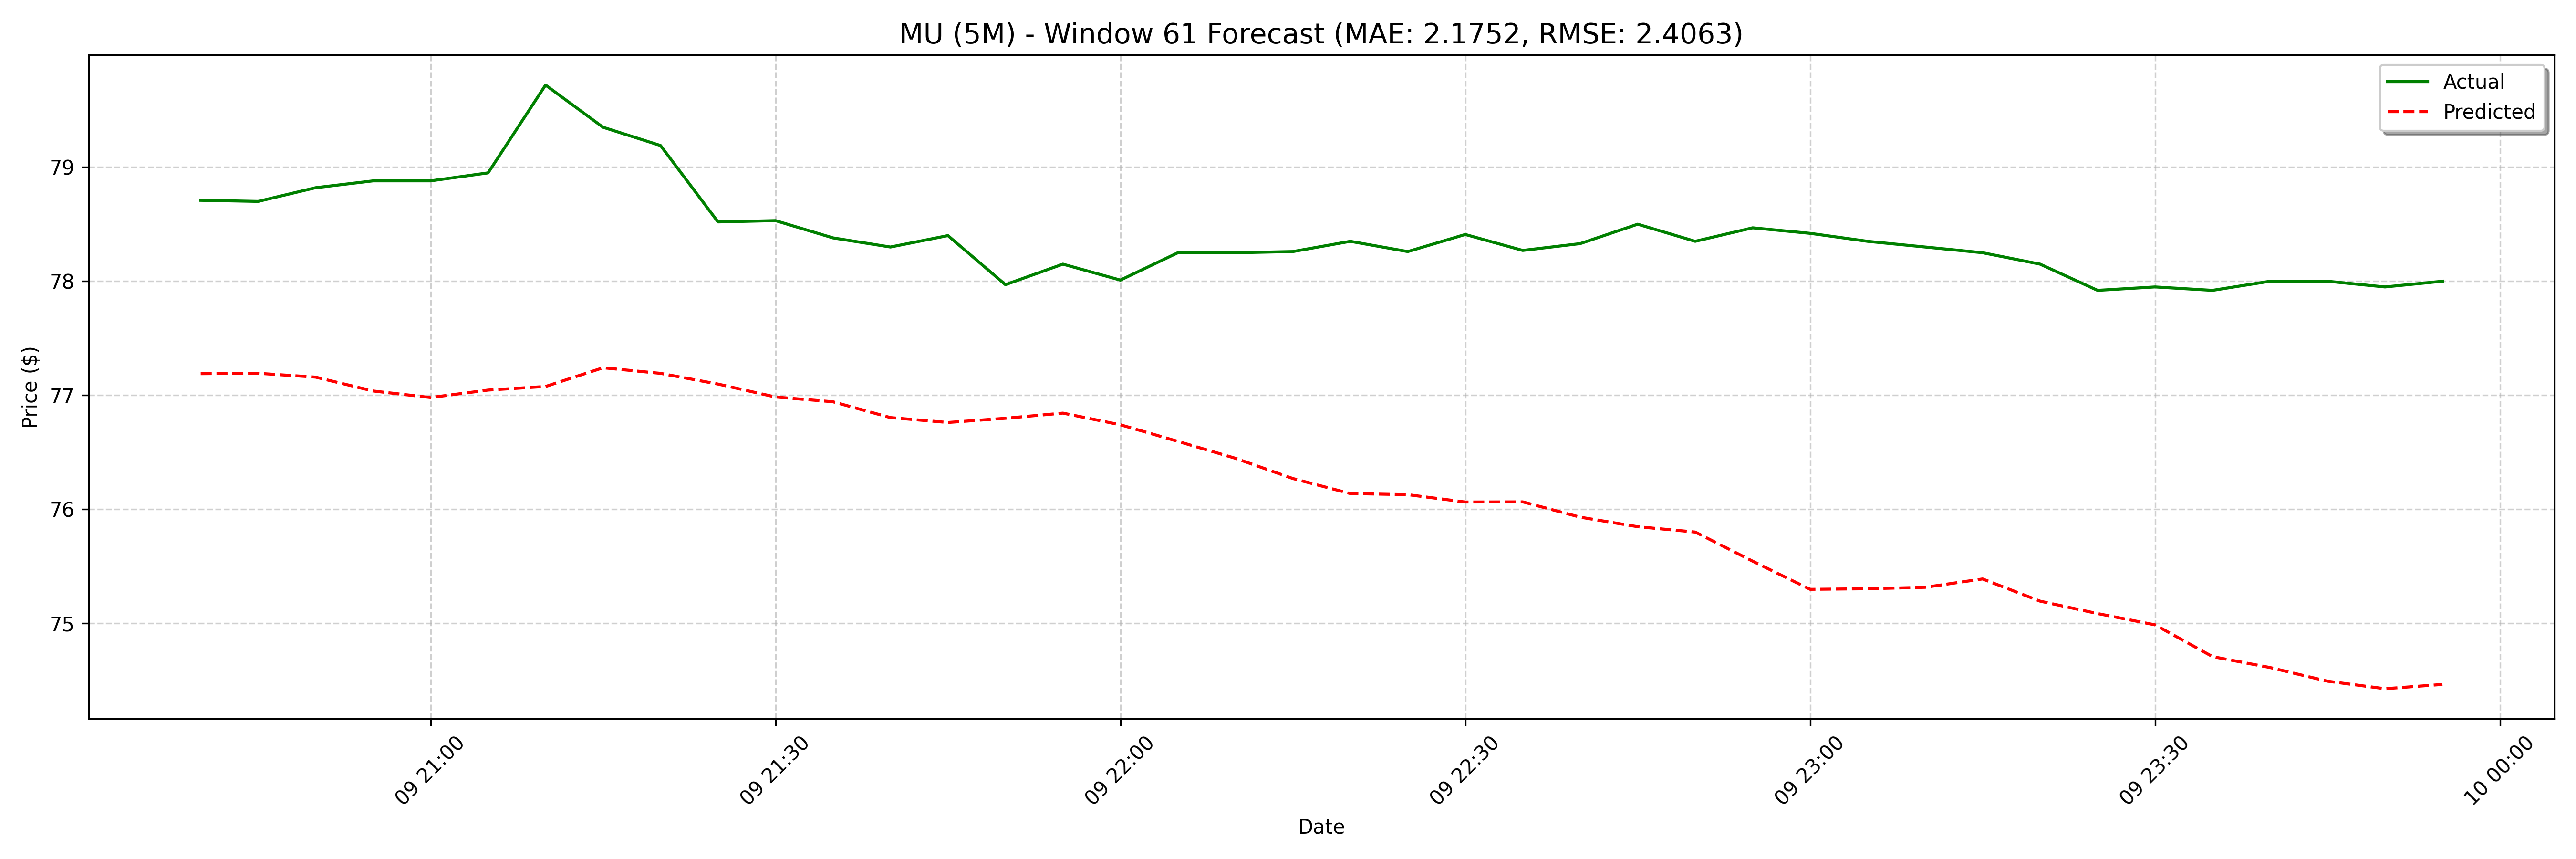 MU (5M) - Window 61 Forecast (MAE: 2.1752, RMSE: 2.4063)
Actual
Predicted
Price ($)
79
78
77
76
75
09 21:00
09 21:30
09 22:00
09 22:30
09 23:00
09 23:30
10 00:00
Date